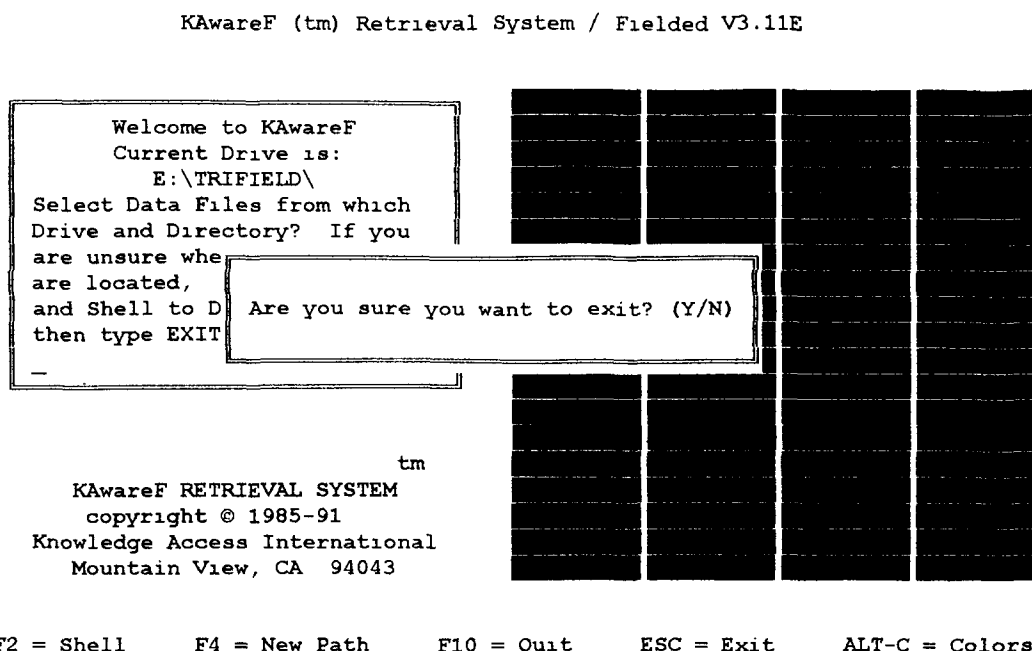 KAwareF (tm) Retrieval System / Fielded V3.11E
Welcome to KAwareF
Current Drive is:
E:\TRIFIELD\
Select Data Files from which
Drive and Directory? If you
are unsure whe
are located,
and Shell to D
then type EXIT
_
Are you sure you want to exit? (Y/N)
tm
KAwareF RETRIEVAL SYSTEM
copyright © 1985-91
Knowledge Access International
Mountain View, CA 94043
F2 = Shell F4 = New Path F10 = Quit ESC = Exit ALT-C = Colors